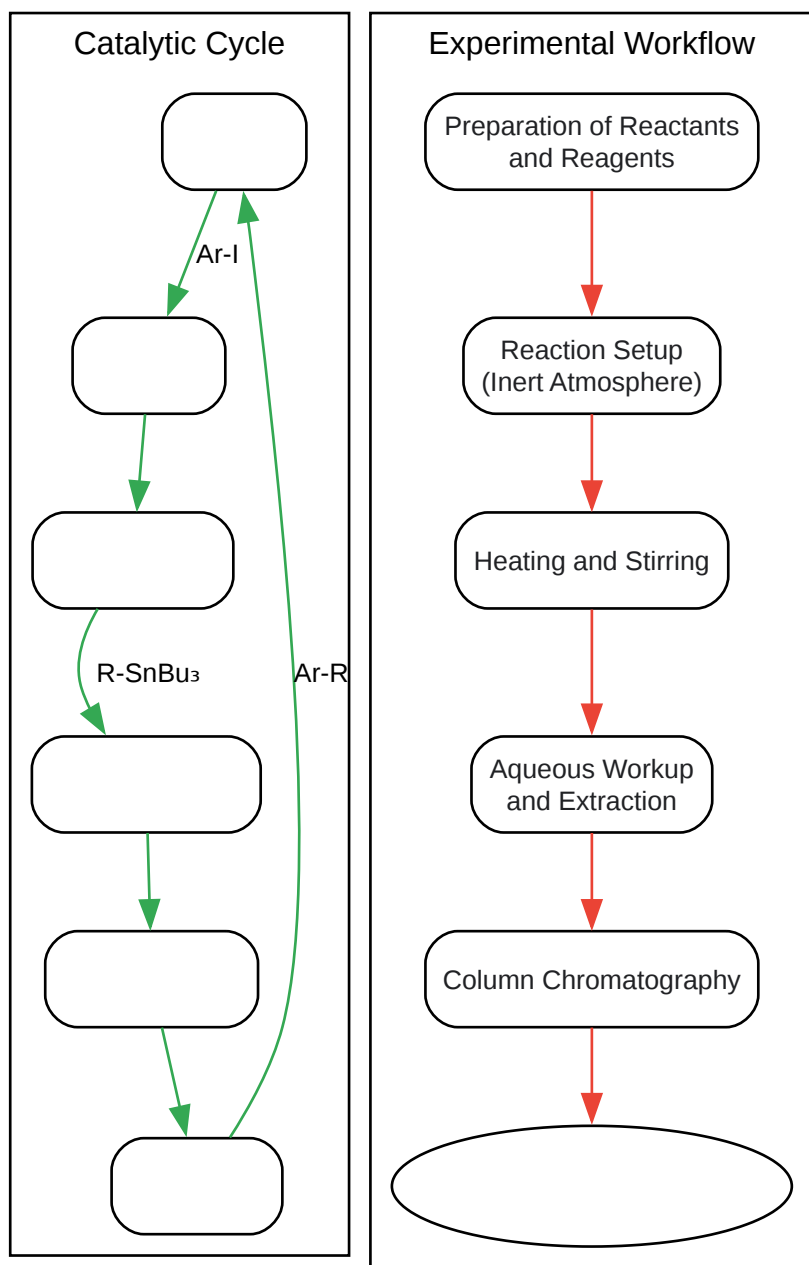 Catalytic Cycle
Ar-I
R-SnBu₃
Ar-R
Experimental Workflow
Preparation of Reactants
and Reagents
Reaction Setup
(Inert Atmosphere)
Heating and Stirring
Aqueous Workup
and Extraction
Column Chromatography